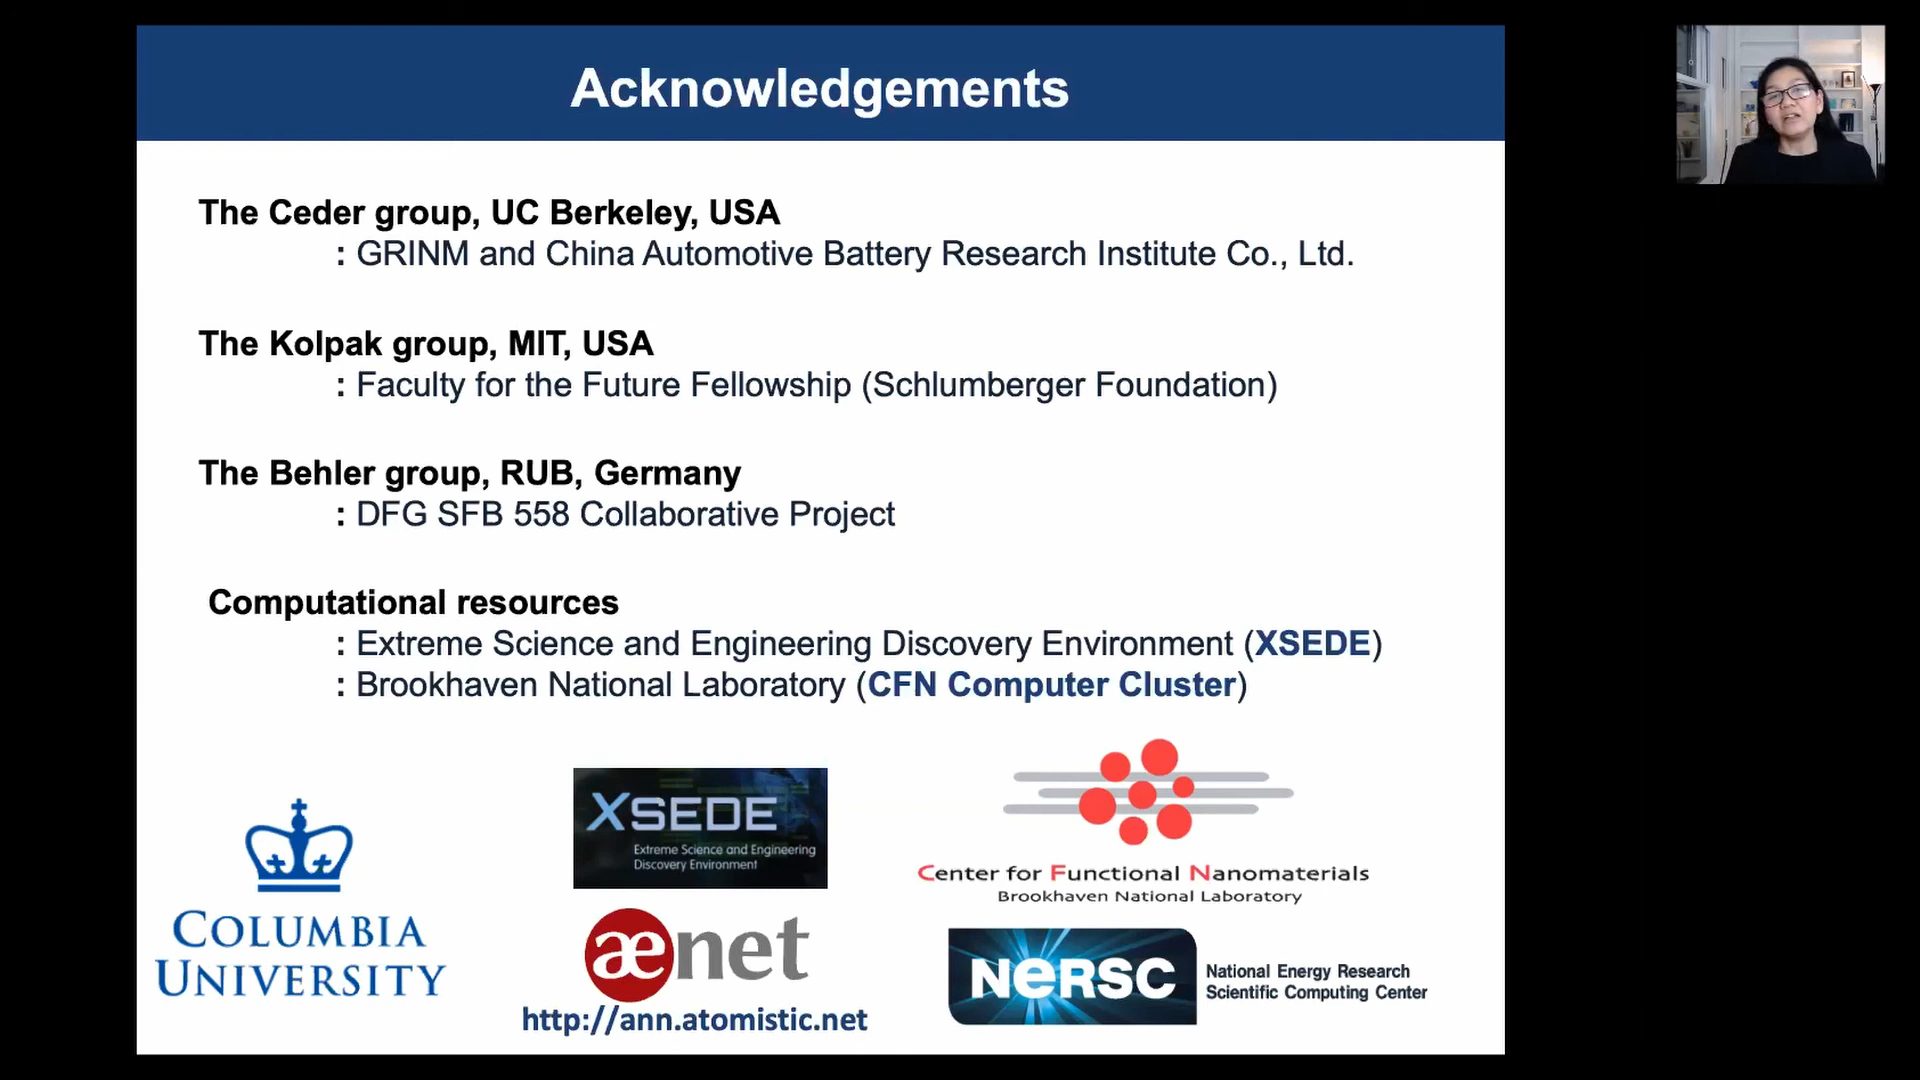 Acknowledgements
The Ceder group, UC Berkeley, USA
: GRINM and China Automotive Battery Research Institute Co., Ltd.
The Kolpak group, MIT, USA
: Faculty for the Future Fellowship (Schlumberger Foundation)
The Behler group, RUB, Germany
: DFG SFB 558 Collaborative Project
Computational resources
: Extreme Science and Engineering Discovery Environment (XSEDE)
: Brookhaven National Laboratory (CFN Computer Cluster)
COLUMBIA
UNIVERSITY
XSEDE
Extreme Science and Engineering
Discovery Environment
ænet
http://ann.atomistic.net
Center for Functional Nanomaterials
Brookhaven National Laboratory
NeRSC
National Energy Research
Scientific Computing Center